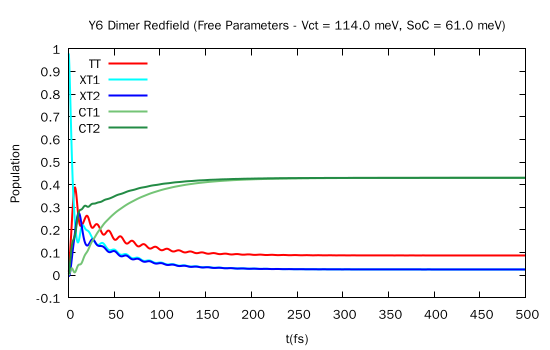 Y6 Dimer Redfield (Free Parameters - Vct = 114.0 meV, SoC = 61.0 meV)
1
0.9
0.8
0.7
0.6
0.5
0.4
0.3
0.2
0.1
0
-0.1
Population
TT
XT1
XT2
CT1
CT2
0 50 100 150 200 250 300 350 400 450 500
t(fs)